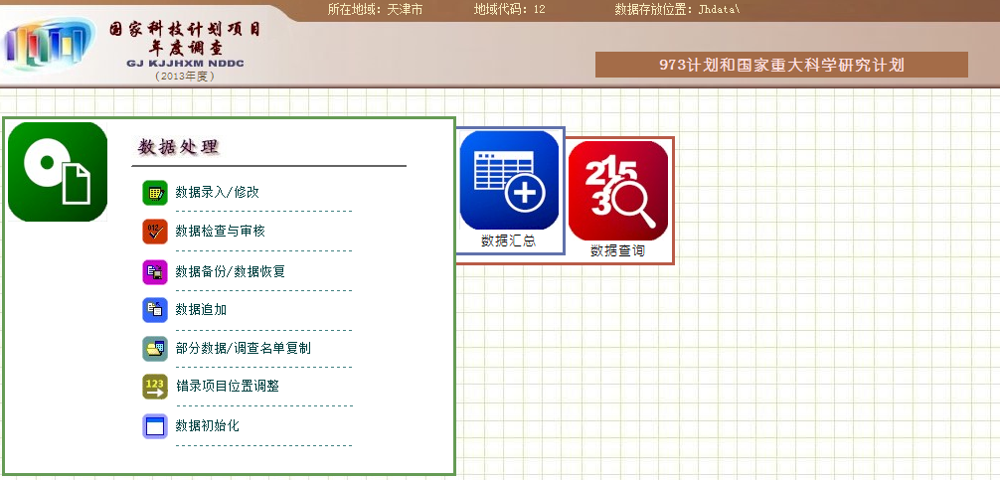 所在地域：天津市 地域代码：12 数据存放位置：Jhdata\
国家科技计划项目
年度调查
GJ KJJHXM NDDC
（2013年度）
973计划和国家重大科学研究计划
数据处理
数据录入/修改
012
数据检查与审核
数据备份/数据恢复
数据追加
部分数据/调查名单复制
123
错录项目位置调整
数据初始化
数据汇总
215
3
数据查询